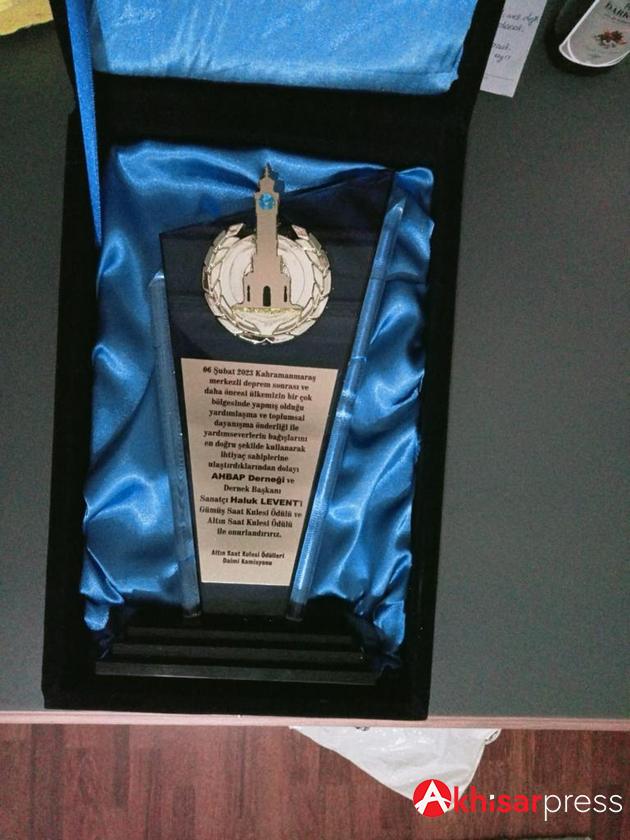 06 Şubat 2023 Kahramanmaraş
merkezli deprem sonrası ve
daha öncesi ülkemizin bir çok
bölgesinde yapmış olduğu
yardımlaşma ve toplumsal
dayanışma önderliği ile
yardımseverlerin bağışlarını
en doğru şekilde kullanarak
ihtiyaç sahiplerine
ulaştırdıklarından dolayı
AHBAP Derneği ve
Dernek Başkanı
Sanatçı Haluk LEVENT'i
Gümüş Saat Kulesi Ödülü ve
Altın Saat Kulesi Ödülü
ile onurlandırırız.
Altın Saat Kulesi Ödülleri
Daimi Komisyonu
Akhisarpress